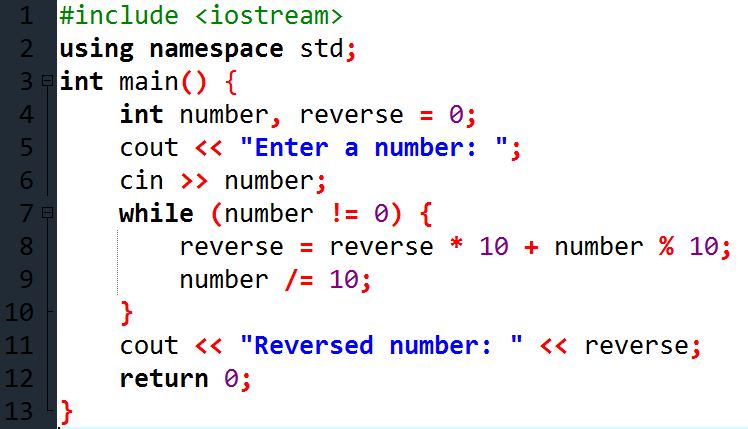 1 #include <iostream>
2 using namespace std;
3 int main() {
4     int number, reverse = 0;
5     cout << "Enter a number: ";
6     cin >> number;
7     while (number != 0) {
8         reverse = reverse * 10 + number % 10;
9         number /= 10;
10     }
11     cout << "Reversed number: " << reverse;
12     return 0;
13 }